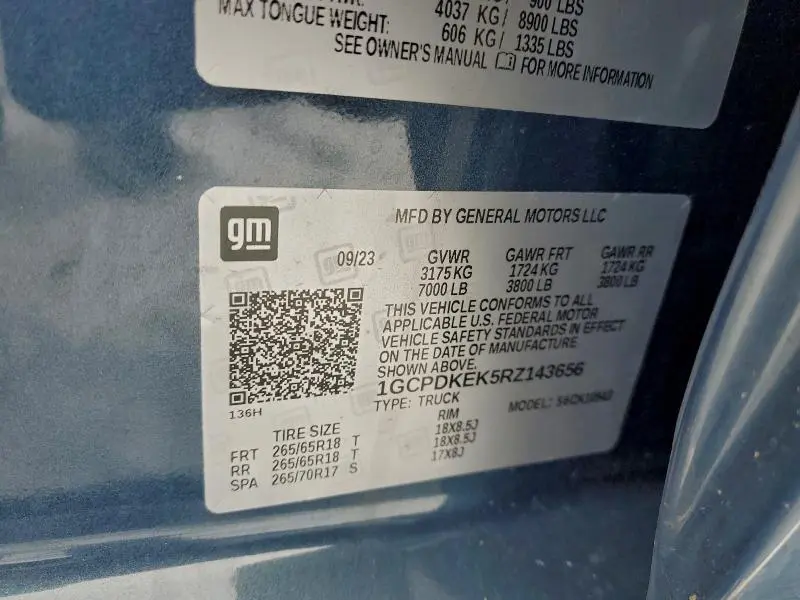 900 LBS
4037 KG/ 8900 LBS
MAX TONGUE WEIGHT: 606 KG/ 1335 LBS
SEE OWNER'S MANUAL FOR MORE INFORMATION
gm
MFD BY GENERAL MOTORS LLC
09/23 GVWR GAWR FRT GAWR RR
3175 KG 1724 KG 1724 KG
7000 LB 3800 LB 3800 LB
THIS VEHICLE CONFORMS TO ALL
APPLICABLE U.S. FEDERAL MOTOR
VEHICLE SAFETY STANDARDS IN EFFECT
ON THE DATE OF MANUFACTURE
SHOWN ABOVE.
1GCPDKEK5RZ143656
TYPE: TRUCK MODEL:
136H
TIRE SIZE RIM
FRT 265/65R18 T 18X8.5J
RR 265/65R18 T 18X8.5J
SPA 265/70R17 S 17X8J